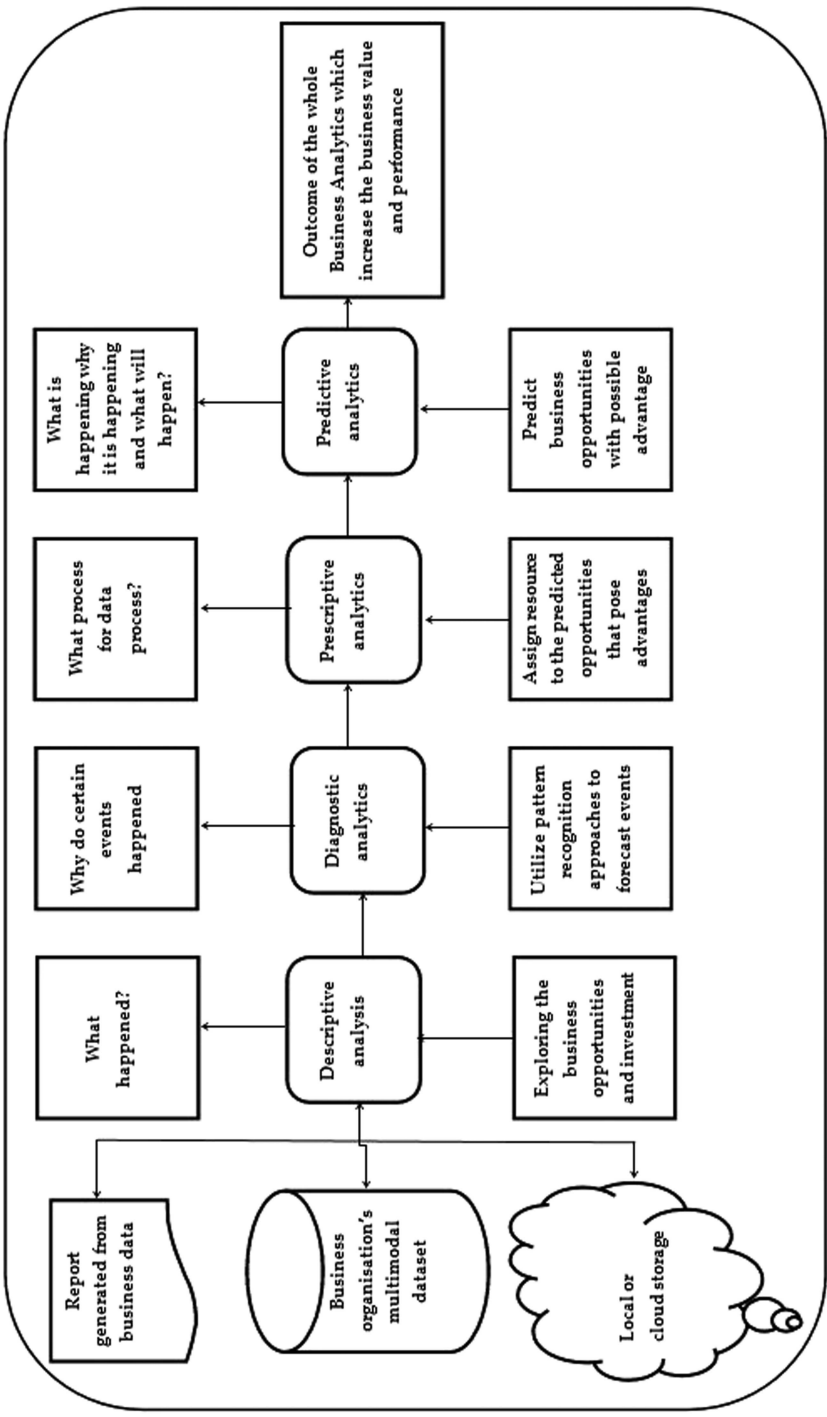 Report
generated from
business data
Business
organisation's
multimodal
dataset
Local or
cloud storage
What
happened?
Descriptive
analysis
Exploring the
business
opportunities
and investment
Why do certain
events
happened
Diagnostic
analytics
Utilize pattern
recognition
approaches to
forecast events
What process
for data
process?
Prescriptive
analytics
Assign resource
to the predicted
opportunities
that pose
advantages
What is
happening why
it is happening
and what will
happen?
Predictive
analytics
Predict
business
opportunities
with possible
advantage
Outcome of the whole
Business Analytics which
increase the business value
and performance